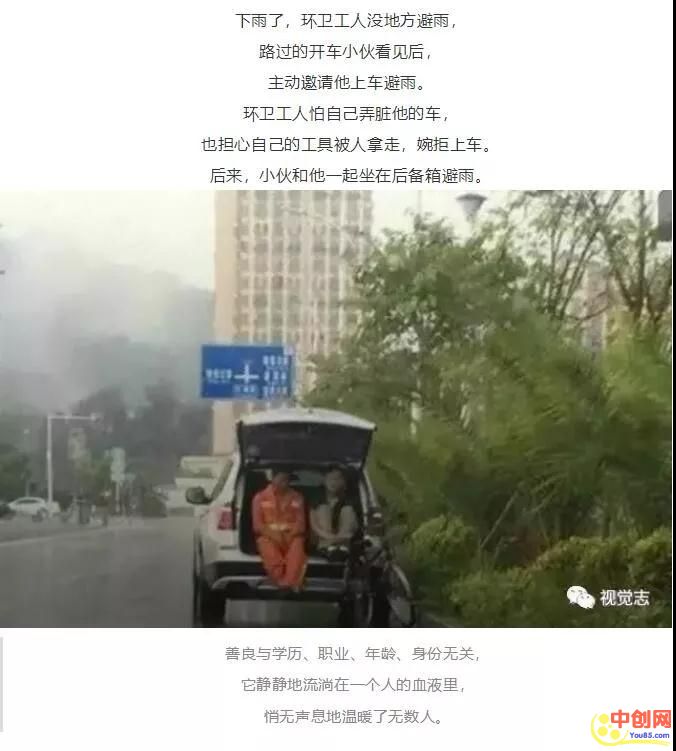 下雨了，环卫工人没地方避雨，
路过的开车小伙看见后，
主动邀请他上车避雨。
环卫工人怕自己弄脏他的车，
也担心自己的工具被人拿走，婉拒上车。
后来，小伙和他一起坐在后备箱避雨。
视觉志
善良与学历、职业、年龄、身份无关，
它静静地流淌在一个人的血液里，
悄无声息地温暖了无数人。
中创网
You85.com